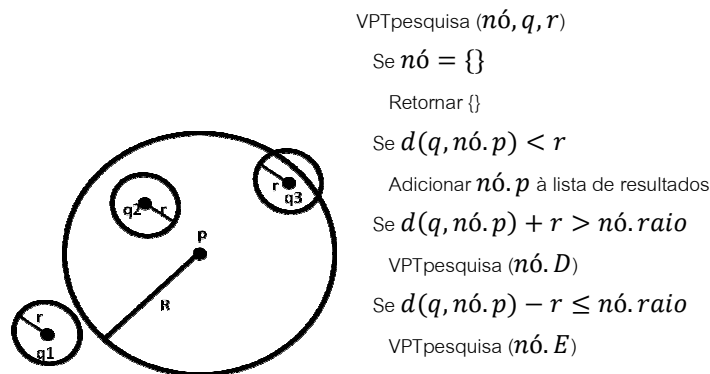 VPTpesquisa (nó, q, r)
Se nó = {}
Retornar {}
Se d(q, nó.p) < r
Adicionar nó.p à lista de resultados
Se d(q, nó.p) + r > nó.raio
VPTpesquisa (nó.D)
Se d(q, nó.p) − r ≤ nó.raio
VPTpesquisa (nó.E)
r
q3
q2
r
p
R
r
q1